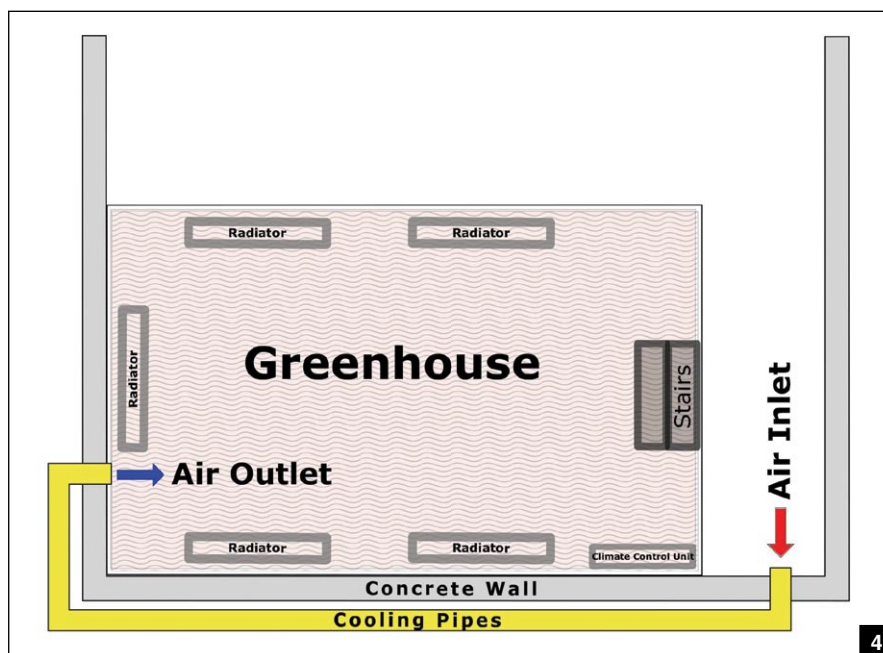 Radiator
Radiator
Radiator
Greenhouse
Stairs
Air Inlet
Air Outlet
Radiator
Radiator
Climate Control Unit
Concrete Wall
Cooling Pipes
4